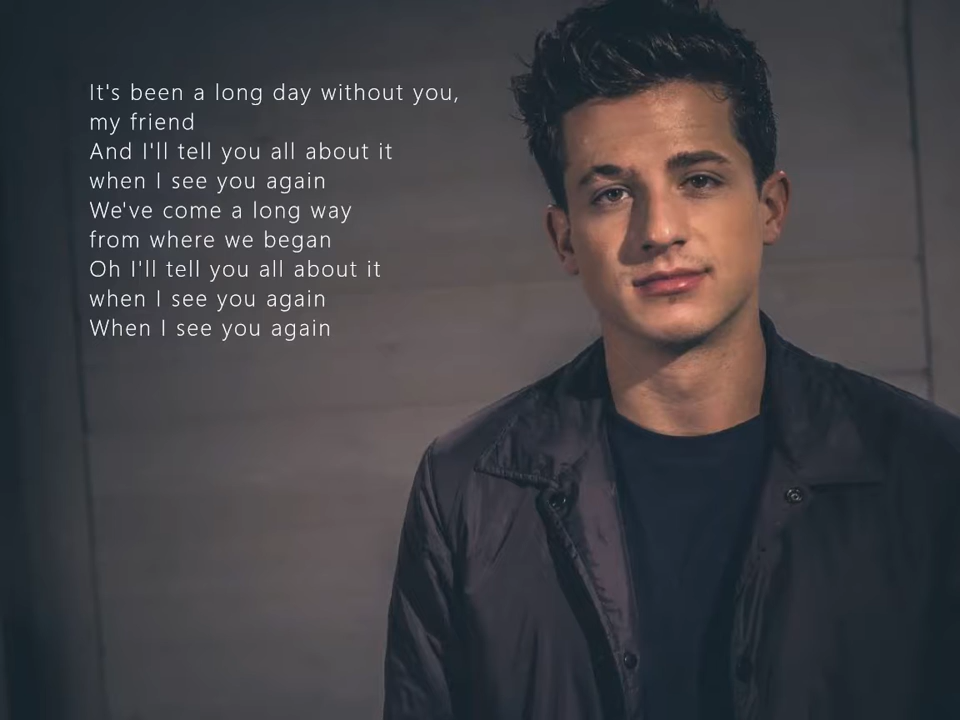 It's been a long day without you,
my friend
And I'll tell you all about it
when I see you again
We've come a long way
from where we began
Oh I'll tell you all about it
when I see you again
When I see you again